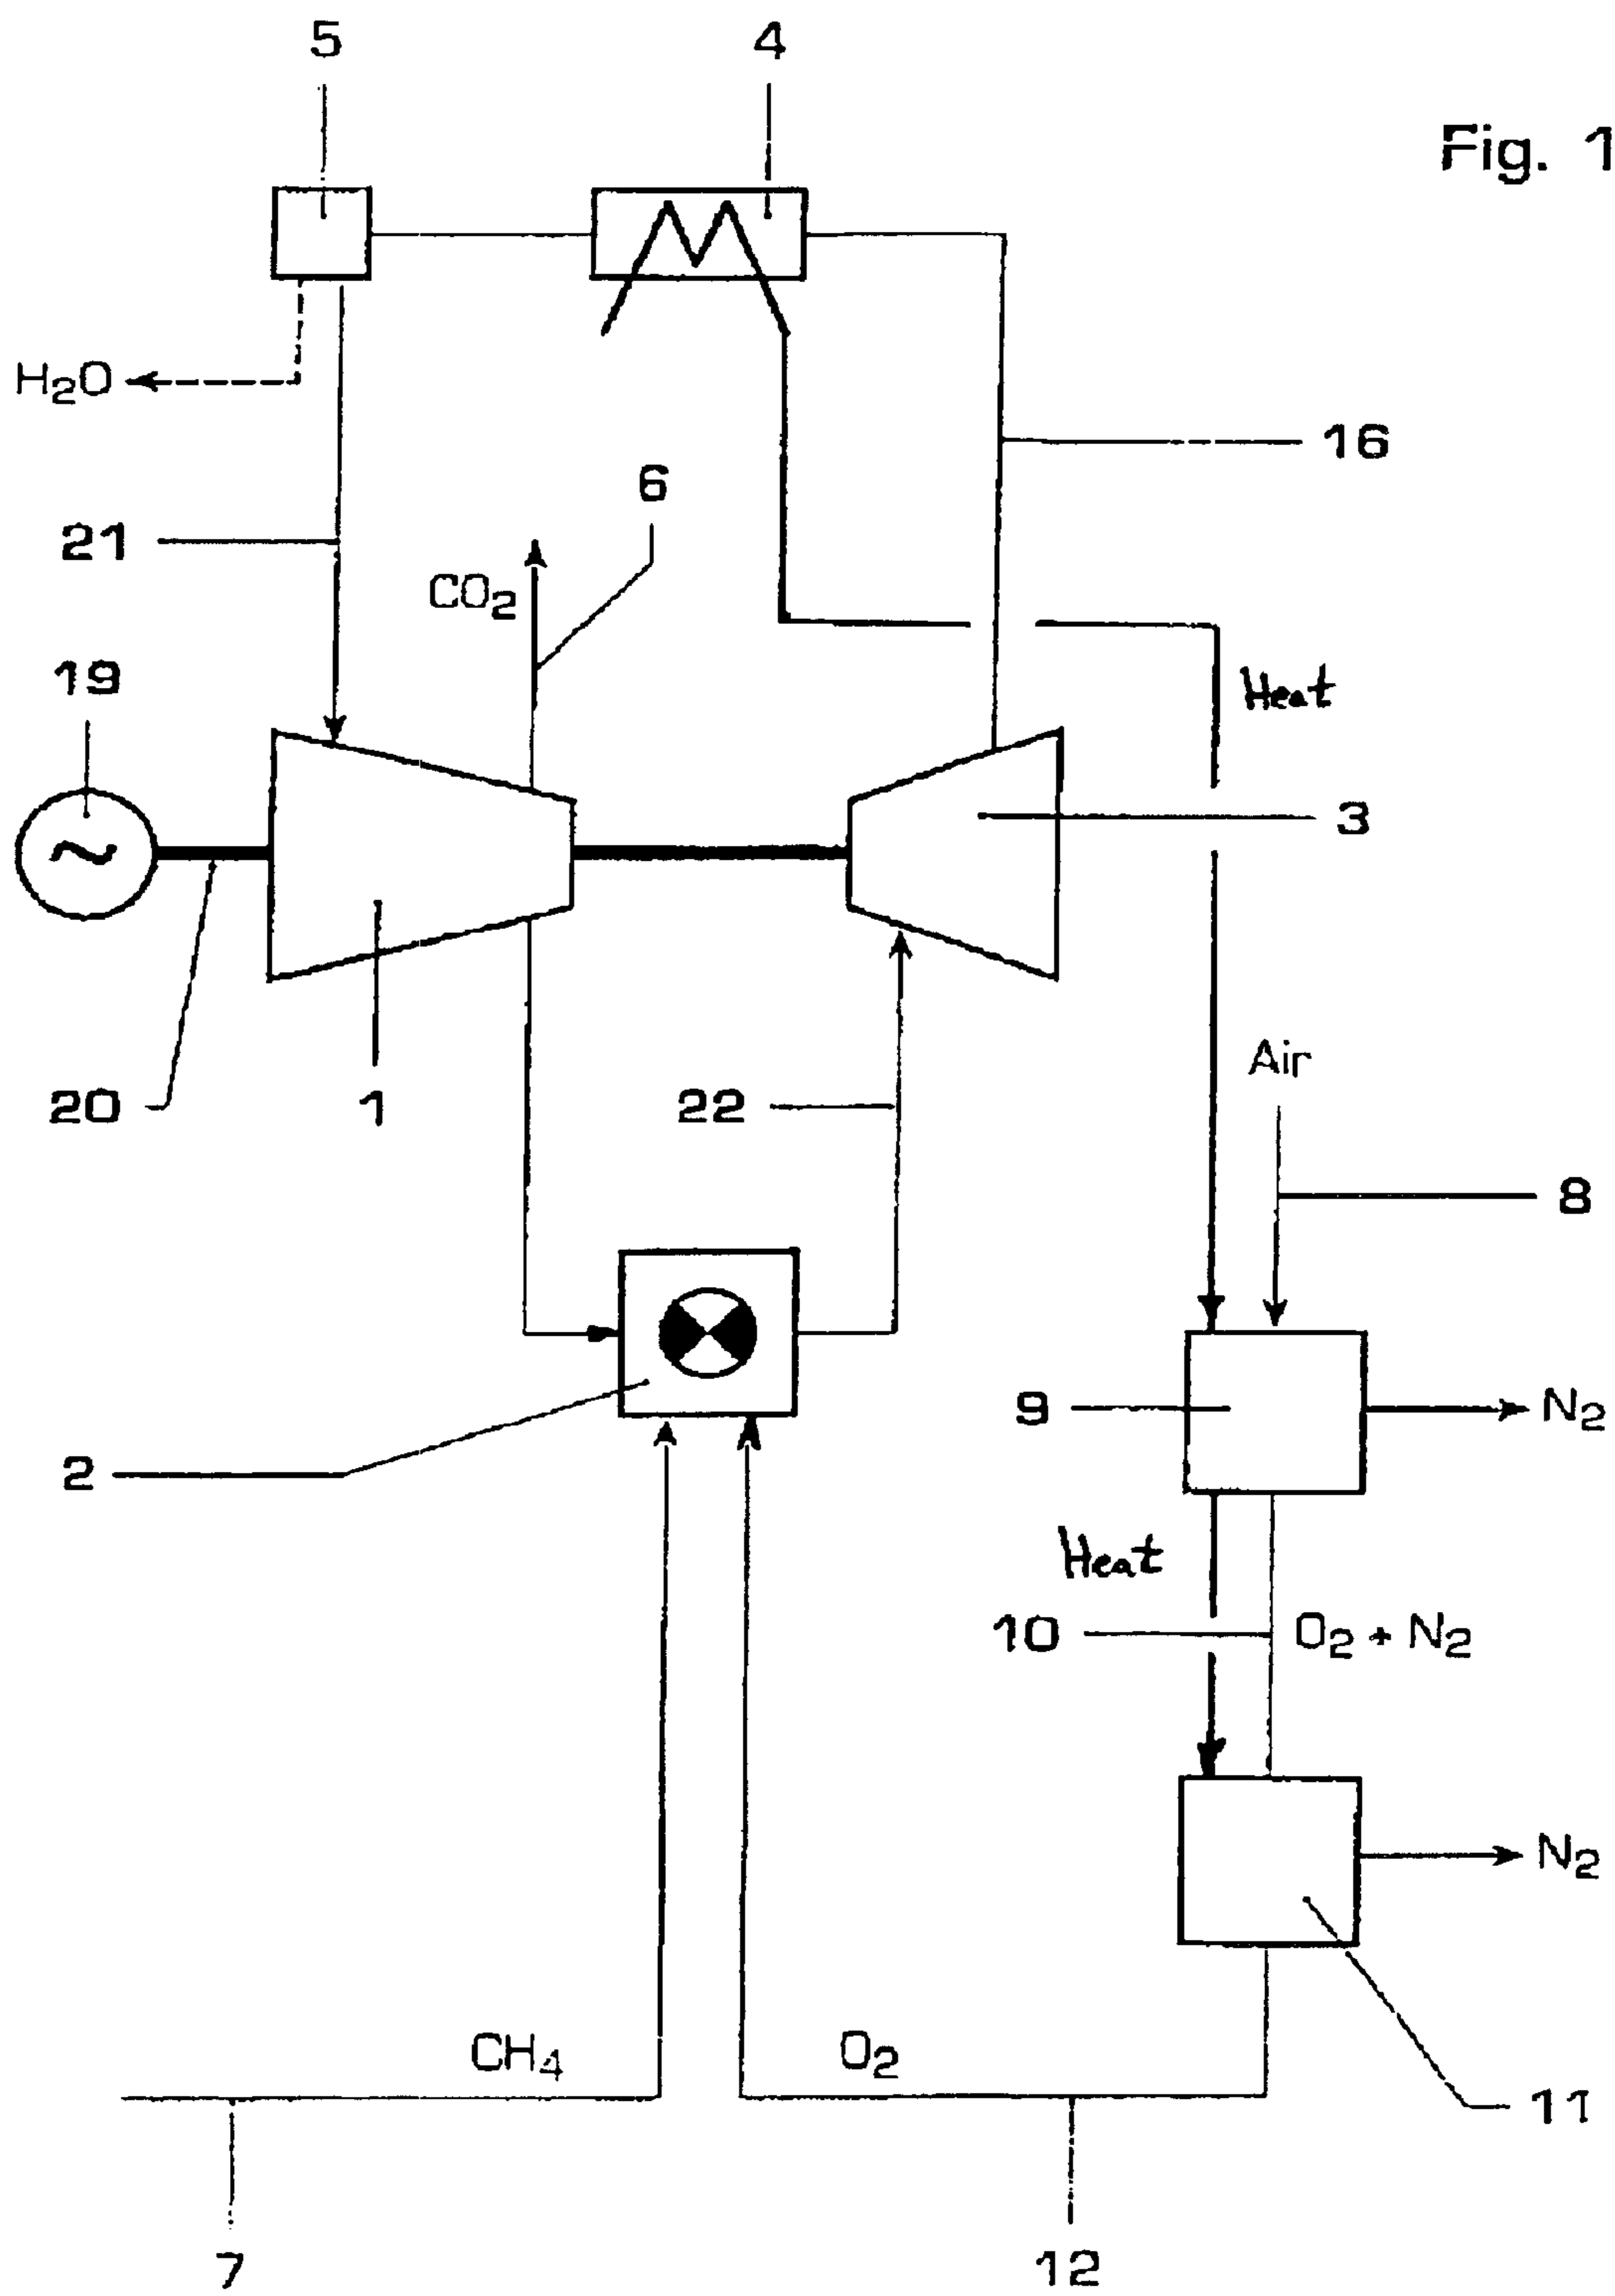 5
4
Fig. 1
H₂O
16
6
21
CO₂
19
Heat
3
Air
20
1
22
8
9
N₂
2
Heat
10
O₂ + N₂
N₂
CH₄
O₂
11
7
12